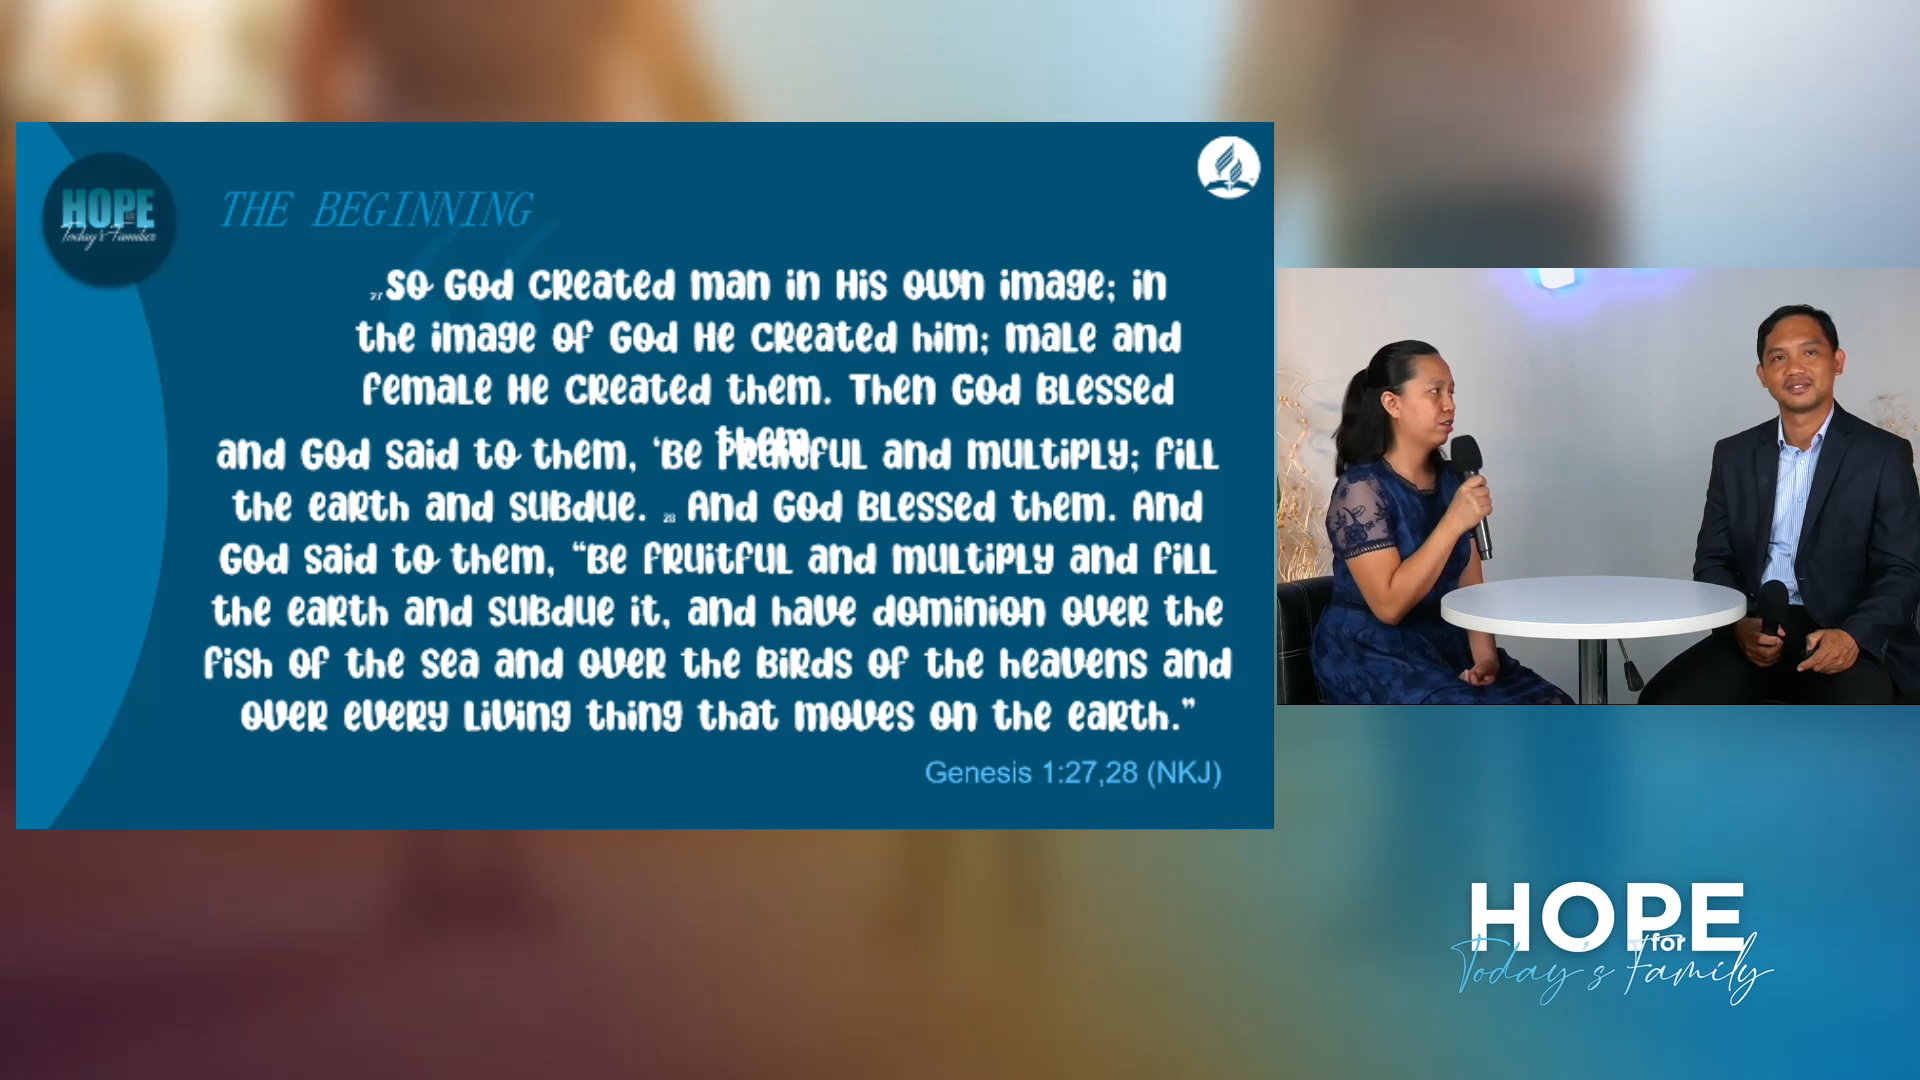 HOPE
Today's Families
THE BEGINNING
27 So God created man in His own image; in
the image of God He created him; male and
female He created them. Then God blessed
them
and God said to them, ‘Be fruitful and multiply; fill
the earth and subdue. 28 And God blessed them. And
God said to them, “Be fruitful and multiply and fill
the earth and subdue it, and have dominion over the
fish of the sea and over the birds of the heavens and
over every living thing that moves on the earth.”
Genesis 1:27,28 (NKJ)
HOPE
for
Today's Family